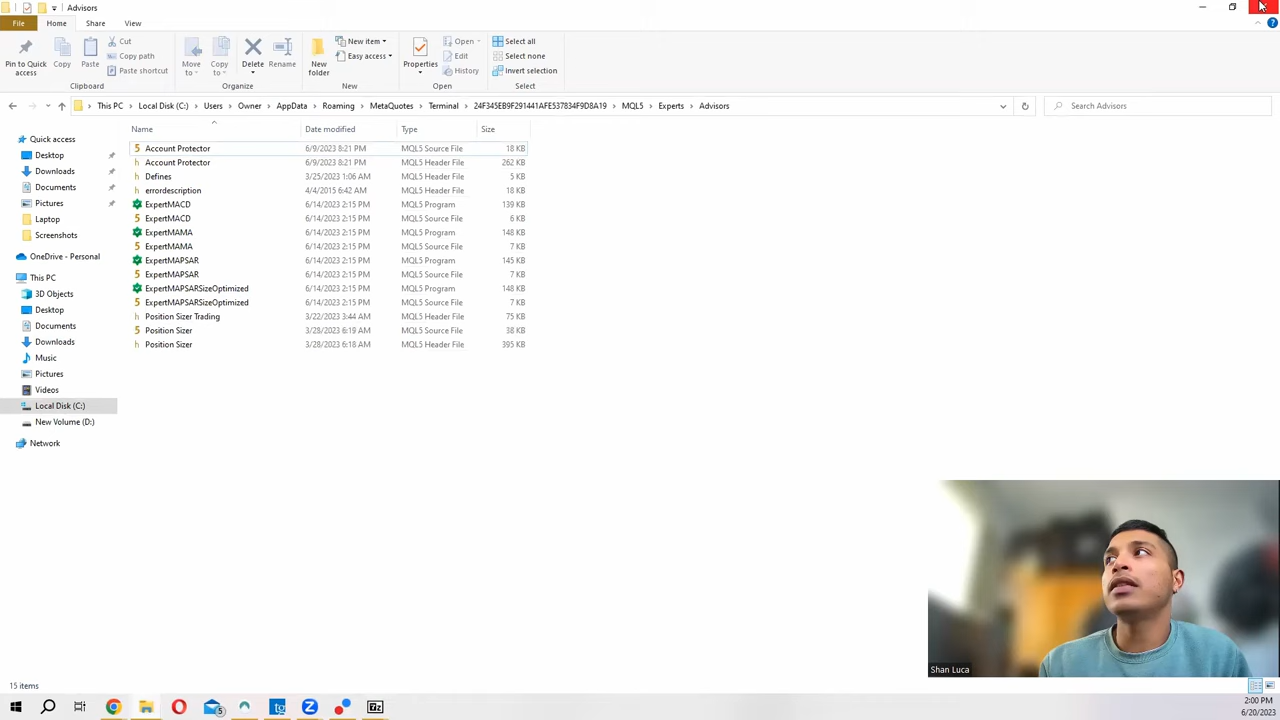 Advisors
File Home Share View
Pin to Quick access
Copy
Paste
Cut
Copy path
Paste shortcut
Clipboard
Move to
Copy to
Delete
Rename
Organize
New folder
New item
Easy access
New
Properties
Open
Edit
History
Open
Select all
Select none
Invert selection
Select
This PC Local Disk (C:) Users Owner AppData Roaming MetaQuotes Terminal 24F345EB9F291441AFE537834F9D8A19 MQL5 Experts Advisors
Search Advisors
Quick access
Desktop
Downloads
Documents
Pictures
Laptop
Screenshots
OneDrive - Personal
This PC
3D Objects
Desktop
Documents
Downloads
Music
Pictures
Videos
Local Disk (C:)
New Volume (D:)
Network
Name Date modified Type Size
Account Protector 6/9/2023 8:21 PM MQL5 Source File 18 KB
Account Protector 6/9/2023 8:21 PM MQL5 Header File 262 KB
Defines 3/25/2023 1:06 AM MQL5 Header File 5 KB
errordescription 4/4/2015 6:42 AM MQL5 Header File 18 KB
ExpertMACD 6/14/2023 2:15 PM MQL5 Program 139 KB
ExpertMACD 6/14/2023 2:15 PM MQL5 Source File 6 KB
ExpertMAMA 6/14/2023 2:15 PM MQL5 Program 148 KB
ExpertMAMA 6/14/2023 2:15 PM MQL5 Source File 7 KB
ExpertMAPSAR 6/14/2023 2:15 PM MQL5 Program 145 KB
ExpertMAPSAR 6/14/2023 2:15 PM MQL5 Source File 7 KB
ExpertMAPSARSizeOptimized 6/14/2023 2:15 PM MQL5 Program 148 KB
ExpertMAPSARSizeOptimized 6/14/2023 2:15 PM MQL5 Source File 7 KB
Position Sizer Trading 3/22/2023 3:44 AM MQL5 Header File 75 KB
Position Sizer 3/28/2023 6:19 AM MQL5 Source File 38 KB
Position Sizer 3/28/2023 6:18 AM MQL5 Header File 395 KB
Shan Luca
15 items
5
tg
Z
7z
2:00 PM
6/20/2023